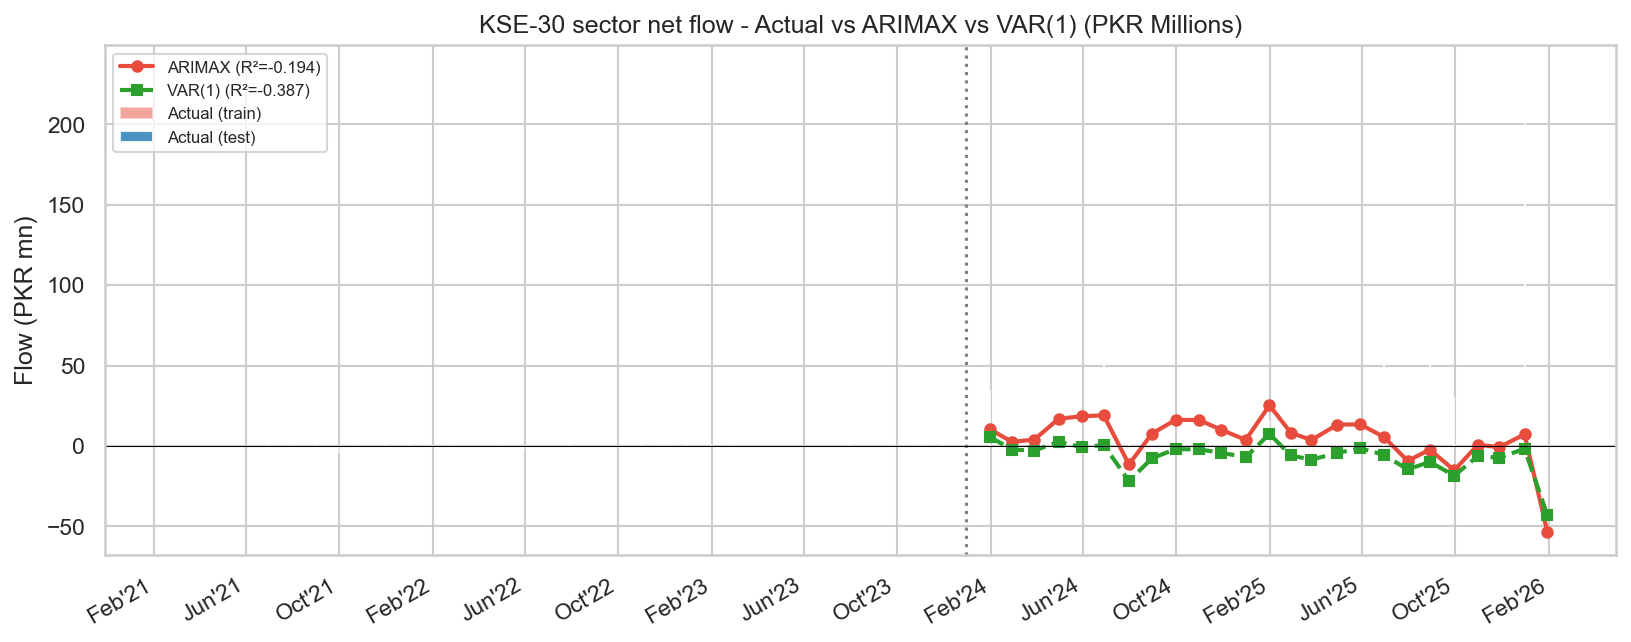 KSE-30 sector net flow - Actual vs ARIMAX vs VAR(1) (PKR Millions)
ARIMAX (R²=-0.194)
VAR(1) (R²=-0.387)
Actual (train)
Actual (test)
Flow (PKR mn)
200
150
100
50
0
−50
Feb'21
Jun'21
Oct'21
Feb'22
Jun'22
Oct'22
Feb'23
Jun'23
Oct'23
Feb'24
Jun'24
Oct'24
Feb'25
Jun'25
Oct'25
Feb'26